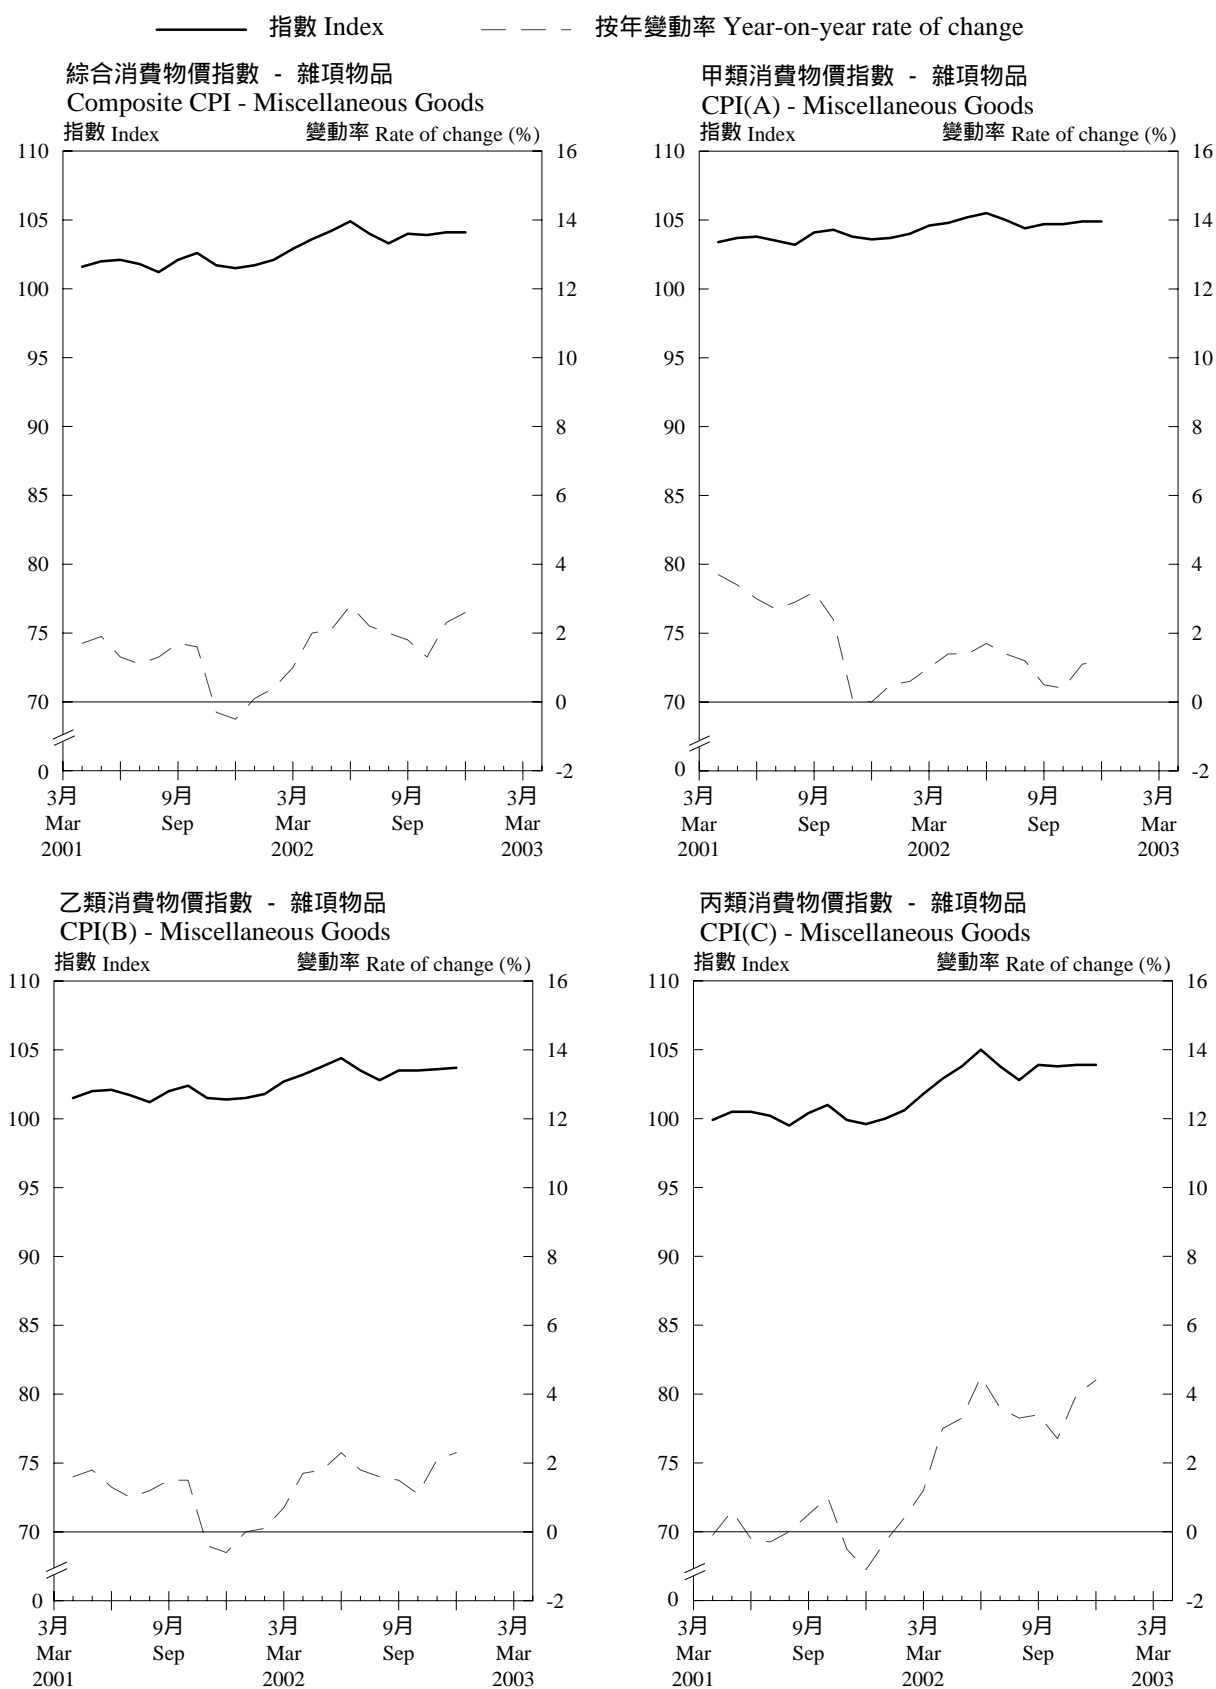 指數 Index 按年變動率 Year-on-year rate of change
綜合消費物價指數 - 雜項物品
Composite CPI - Miscellaneous Goods
指數 Index 變動率 Rate of change (%)
110 16
105 14
100 12
95 10
90 8
85 6
80 4
75 2
70 0
0 -2
3月 9月 3月 9月 3月
Mar Sep Mar Sep Mar
2001 2002 2003
甲類消費物價指數 - 雜項物品
CPI(A) - Miscellaneous Goods
指數 Index 變動率 Rate of change (%)
110 16
105 14
100 12
95 10
90 8
85 6
80 4
75 2
70 0
0 -2
3月 9月 3月 9月 3月
Mar Sep Mar Sep Mar
2001 2002 2003
乙類消費物價指數 - 雜項物品
CPI(B) - Miscellaneous Goods
指數 Index 變動率 Rate of change (%)
110 16
105 14
100 12
95 10
90 8
85 6
80 4
75 2
70 0
0 -2
3月 9月 3月 9月 3月
Mar Sep Mar Sep Mar
2001 2002 2003
丙類消費物價指數 - 雜項物品
CPI(C) - Miscellaneous Goods
指數 Index 變動率 Rate of change (%)
110 16
105 14
100 12
95 10
90 8
85 6
80 4
75 2
70 0
0 -2
3月 9月 3月 9月 3月
Mar Sep Mar Sep Mar
2001 2002 2003